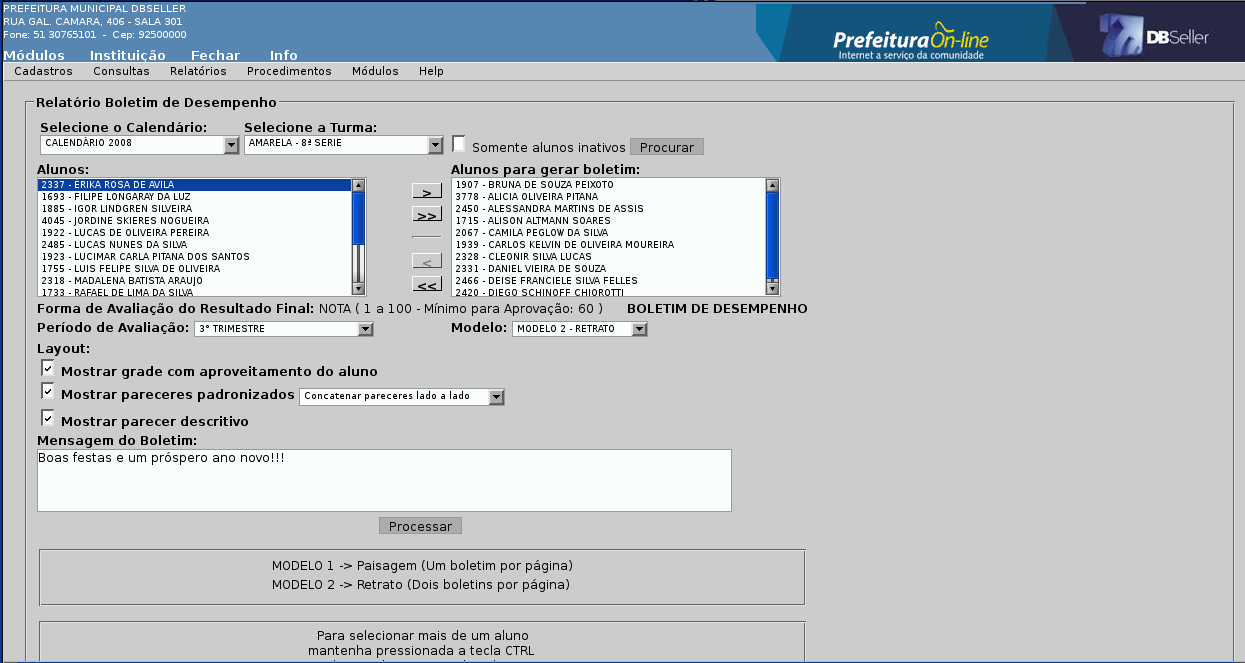 PREFEITURA MUNICIPAL DBSELLER
RUA GAL. CAMARA, 406 - SALA 301
Fone: 51 30765101 - Cep: 92500000
Módulos Instituição Fechar Info
Prefeitura On-line
Internet a serviço da comunidade
DBSeller
Cadastros Consultas Relatórios Procedimentos Módulos Help
Relatório Boletim de Desempenho
Selecione o Calendário: Selecione a Turma:
CALENDÁRIO 2008 AMARELA - 8ª SERIE Somente alunos inativos Procurar
Alunos:
2337 - ÉRIKA ROSA DE AVILA
1693 - FILIPE LONGARAY DA LUZ
1885 - IGOR LINDGREN SILVEIRA
4045 - JORDINE SKIERES NOGUEIRA
1922 - LUCAS DE OLIVEIRA PEREIRA
2485 - LUCAS NUNES DA SILVA
1923 - LUCIMAR CARLA PITANA DOS SANTOS
1755 - LUIS FELIPE SILVA DE OLIVEIRA
2318 - MADALENA BATISTA ARAUJO
1733 - RAFAEL DE LIMA DA SILVA
>
>>
<
<<
Alunos para gerar boletim:
1907 - BRUNA DE SOUZA PEIXOTO
3778 - ALICIA OLIVEIRA PITANA
2450 - ALESSANDRA MARTINS DE ASSIS
1715 - ALISON ALTMANN SOARES
2067 - CAMILA PEGLOW DA SILVA
1939 - CARLOS KELVIN DE OLIVEIRA MOUREIRA
2328 - CLEONIR SILVA LUCAS
2331 - DANIEL VIEIRA DE SOUZA
2466 - DEISE FRANCIELE SILVA FELLES
2420 - DIEGO SCHINOFF CHIOROTTI
Forma de Avaliação do Resultado Final: NOTA ( 1 a 100 - Mínimo para Aprovação: 60 ) BOLETIM DE DESEMPENHO
Período de Avaliação: 3° TRIMESTRE Modelo: MODELO 2 - RETRATO
Layout:
Mostrar grade com aproveitamento do aluno
Mostrar pareceres padronizados Concatenar pareceres lado a lado
Mostrar parecer descritivo
Mensagem do Boletim:
Boas festas e um próspero ano novo!!!
Processar
MODELO 1 -> Paisagem (Um boletim por página)
MODELO 2 -> Retrato (Dois boletins por página)
Para selecionar mais de um aluno
mantenha pressionada a tecla CTRL